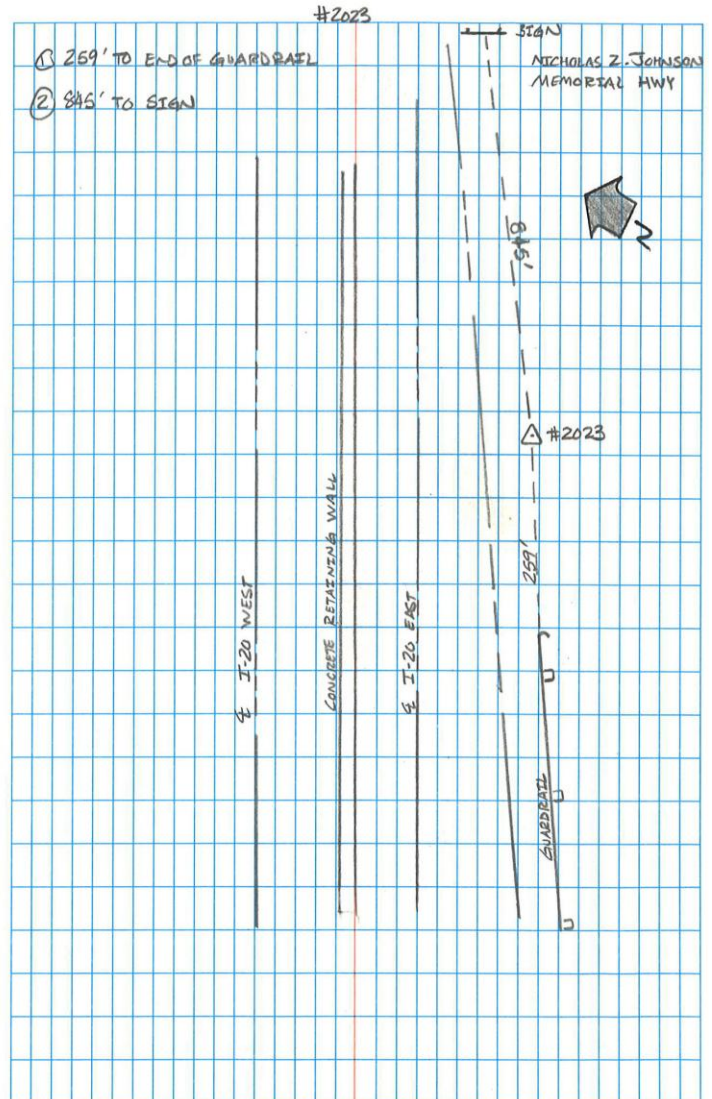 #2023
① 259' TO END OF GUARDRAIL
② 845' TO SIGN
SIGN
NICHOLAS Z. JOHNSON
MEMORIAL HWY
N
845'
#2023
259'
℄ I-20 WEST
CONCRETE RETAINING WALL
℄ I-20 EAST
GUARDRAIL